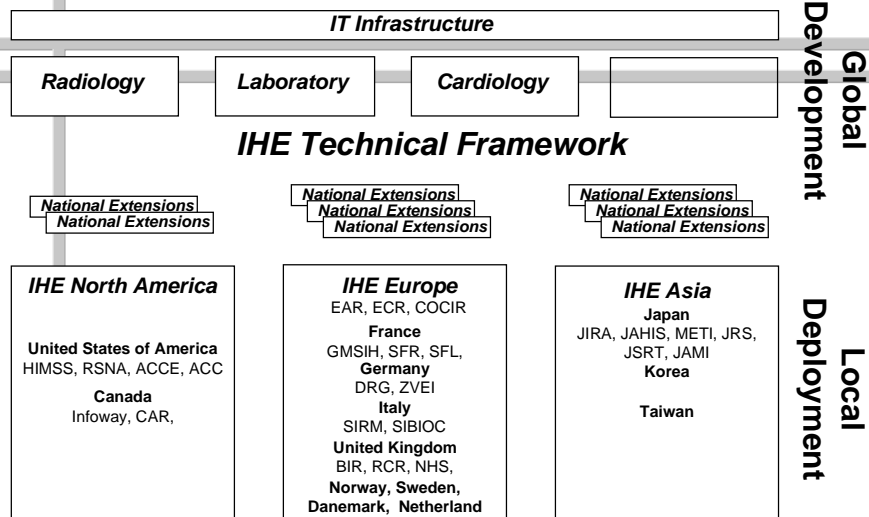 IT Infrastructure
Radiology
Laboratory
Cardiology
IHE Technical Framework
Global
Development
National Extensions
National Extensions
National Extensions
National Extensions
National Extensions
National Extensions
National Extensions
National Extensions
IHE North America
United States of America
HIMSS, RSNA, ACCE, ACC
Canada
Infoway, CAR,
IHE Europe
EAR, ECR, COCIR
France
GMSIH, SFR, SFL,
Germany
DRG, ZVEI
Italy
SIRM, SIBIOC
United Kingdom
BIR, RCR, NHS,
Norway, Sweden,
Danemark, Netherland
IHE Asia
Japan
JIRA, JAHIS, METI, JRS,
JSRT, JAMI
Korea
Taiwan
Local
Deployment